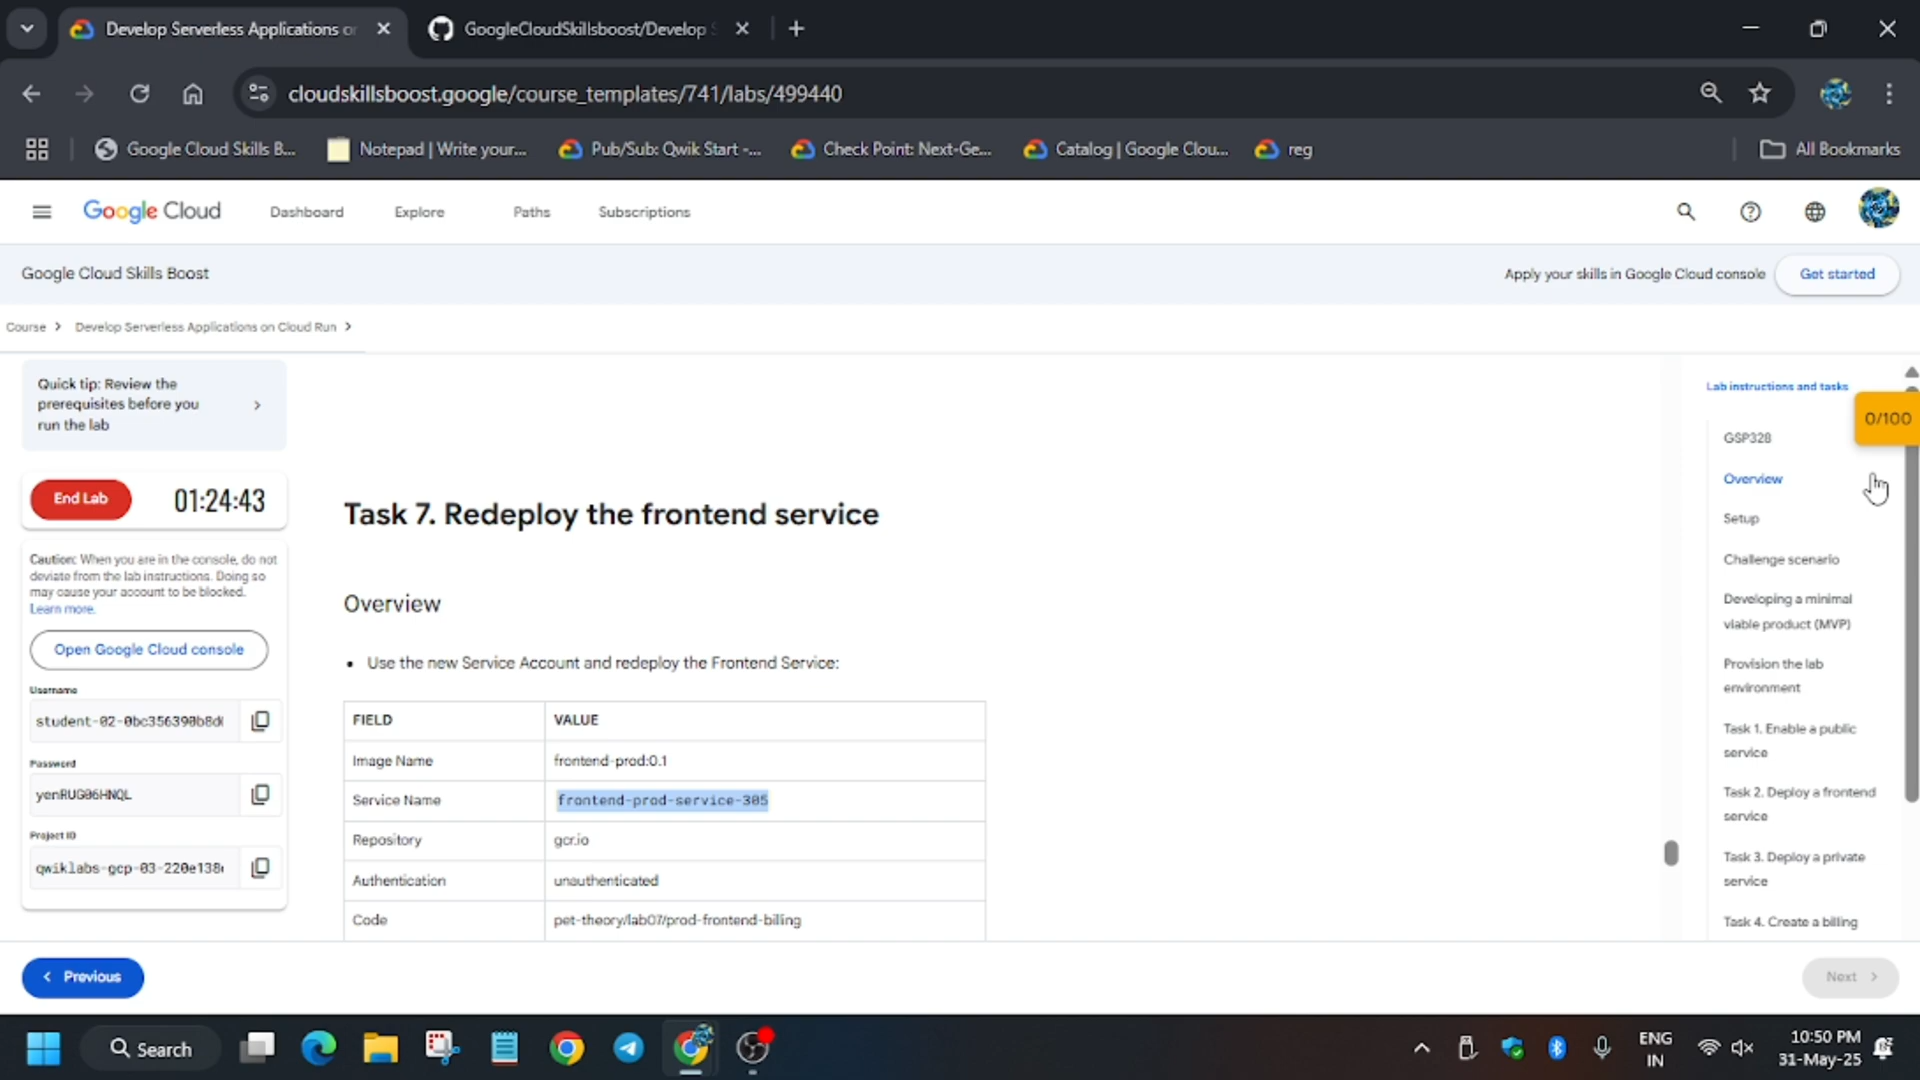 Develop Serverless Applications or
GoogleCloudSkillsboost/Develop S
cloudskillsboost.google/course_templates/741/labs/499440
Google Cloud Skills B...
Notepad | Write your...
Pub/Sub: Qwik Start -...
Check Point: Next-Ge...
Catalog | Google Clou...
reg
All Bookmarks
Google Cloud
Dashboard
Explore
Paths
Subscriptions
Google Cloud Skills Boost
Apply your skills in Google Cloud console
Get started
Course
Develop Serverless Applications on Cloud Run
Quick tip: Review the
prerequisites before you
run the lab
End Lab
01:24:43
Caution: When you are in the console, do not
deviate from the lab instructions. Doing so
may cause your account to be blocked.
Learn more.
Open Google Cloud console
Username
student-02-0bc356390b8d
Password
yenRUG06HNQL
Project ID
qwiklabs-gcp-03-220e138
Task 7. Redeploy the frontend service
Overview
Use the new Service Account and redeploy the Frontend Service:
FIELD VALUE
Image Name frontend-prod:0.1
Service Name frontend-prod-service-305
Repository gcr.io
Authentication unauthenticated
Code pet-theory/lab07/prod-frontend-billing
Lab instructions and tasks
0/100
GSP328
Overview
Setup
Challenge scenario
Developing a minimal
viable product (MVP)
Provision the lab
environment
Task 1. Enable a public
service
Task 2. Deploy a frontend
service
Task 3. Deploy a private
service
Task 4. Create a billing
Previous
Next
Search
ENG
IN
10:50 PM
31-May-25